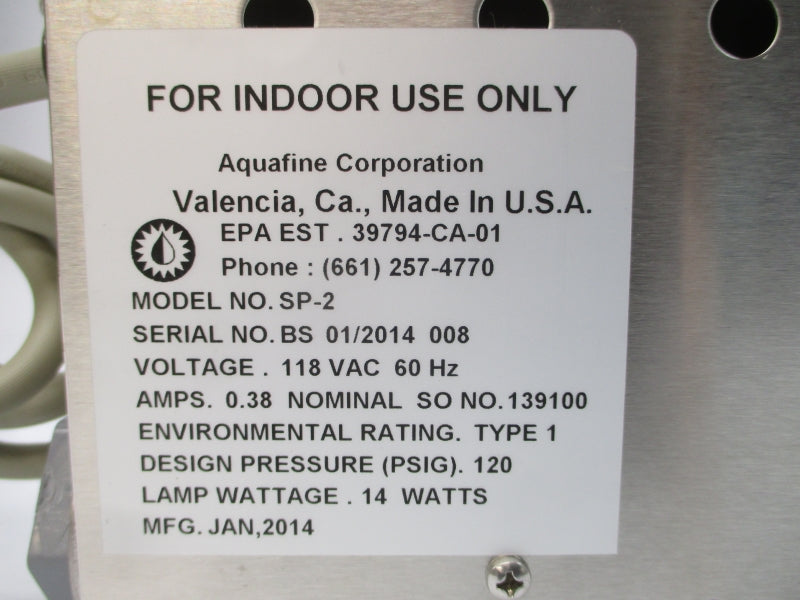 FOR INDOOR USE ONLY
Aquafine Corporation
Valencia, Ca., Made In U.S.A.
EPA EST . 39794-CA-01
Phone : (661) 257-4770
MODEL NO. SP-2
SERIAL NO. BS 01/2014 008
VOLTAGE . 118 VAC 60 Hz
AMPS. 0.38 NOMINAL SO NO. 139100
ENVIRONMENTAL RATING. TYPE 1
DESIGN PRESSURE (PSIG). 120
LAMP WATTAGE . 14 WATTS
MFG. JAN,2014